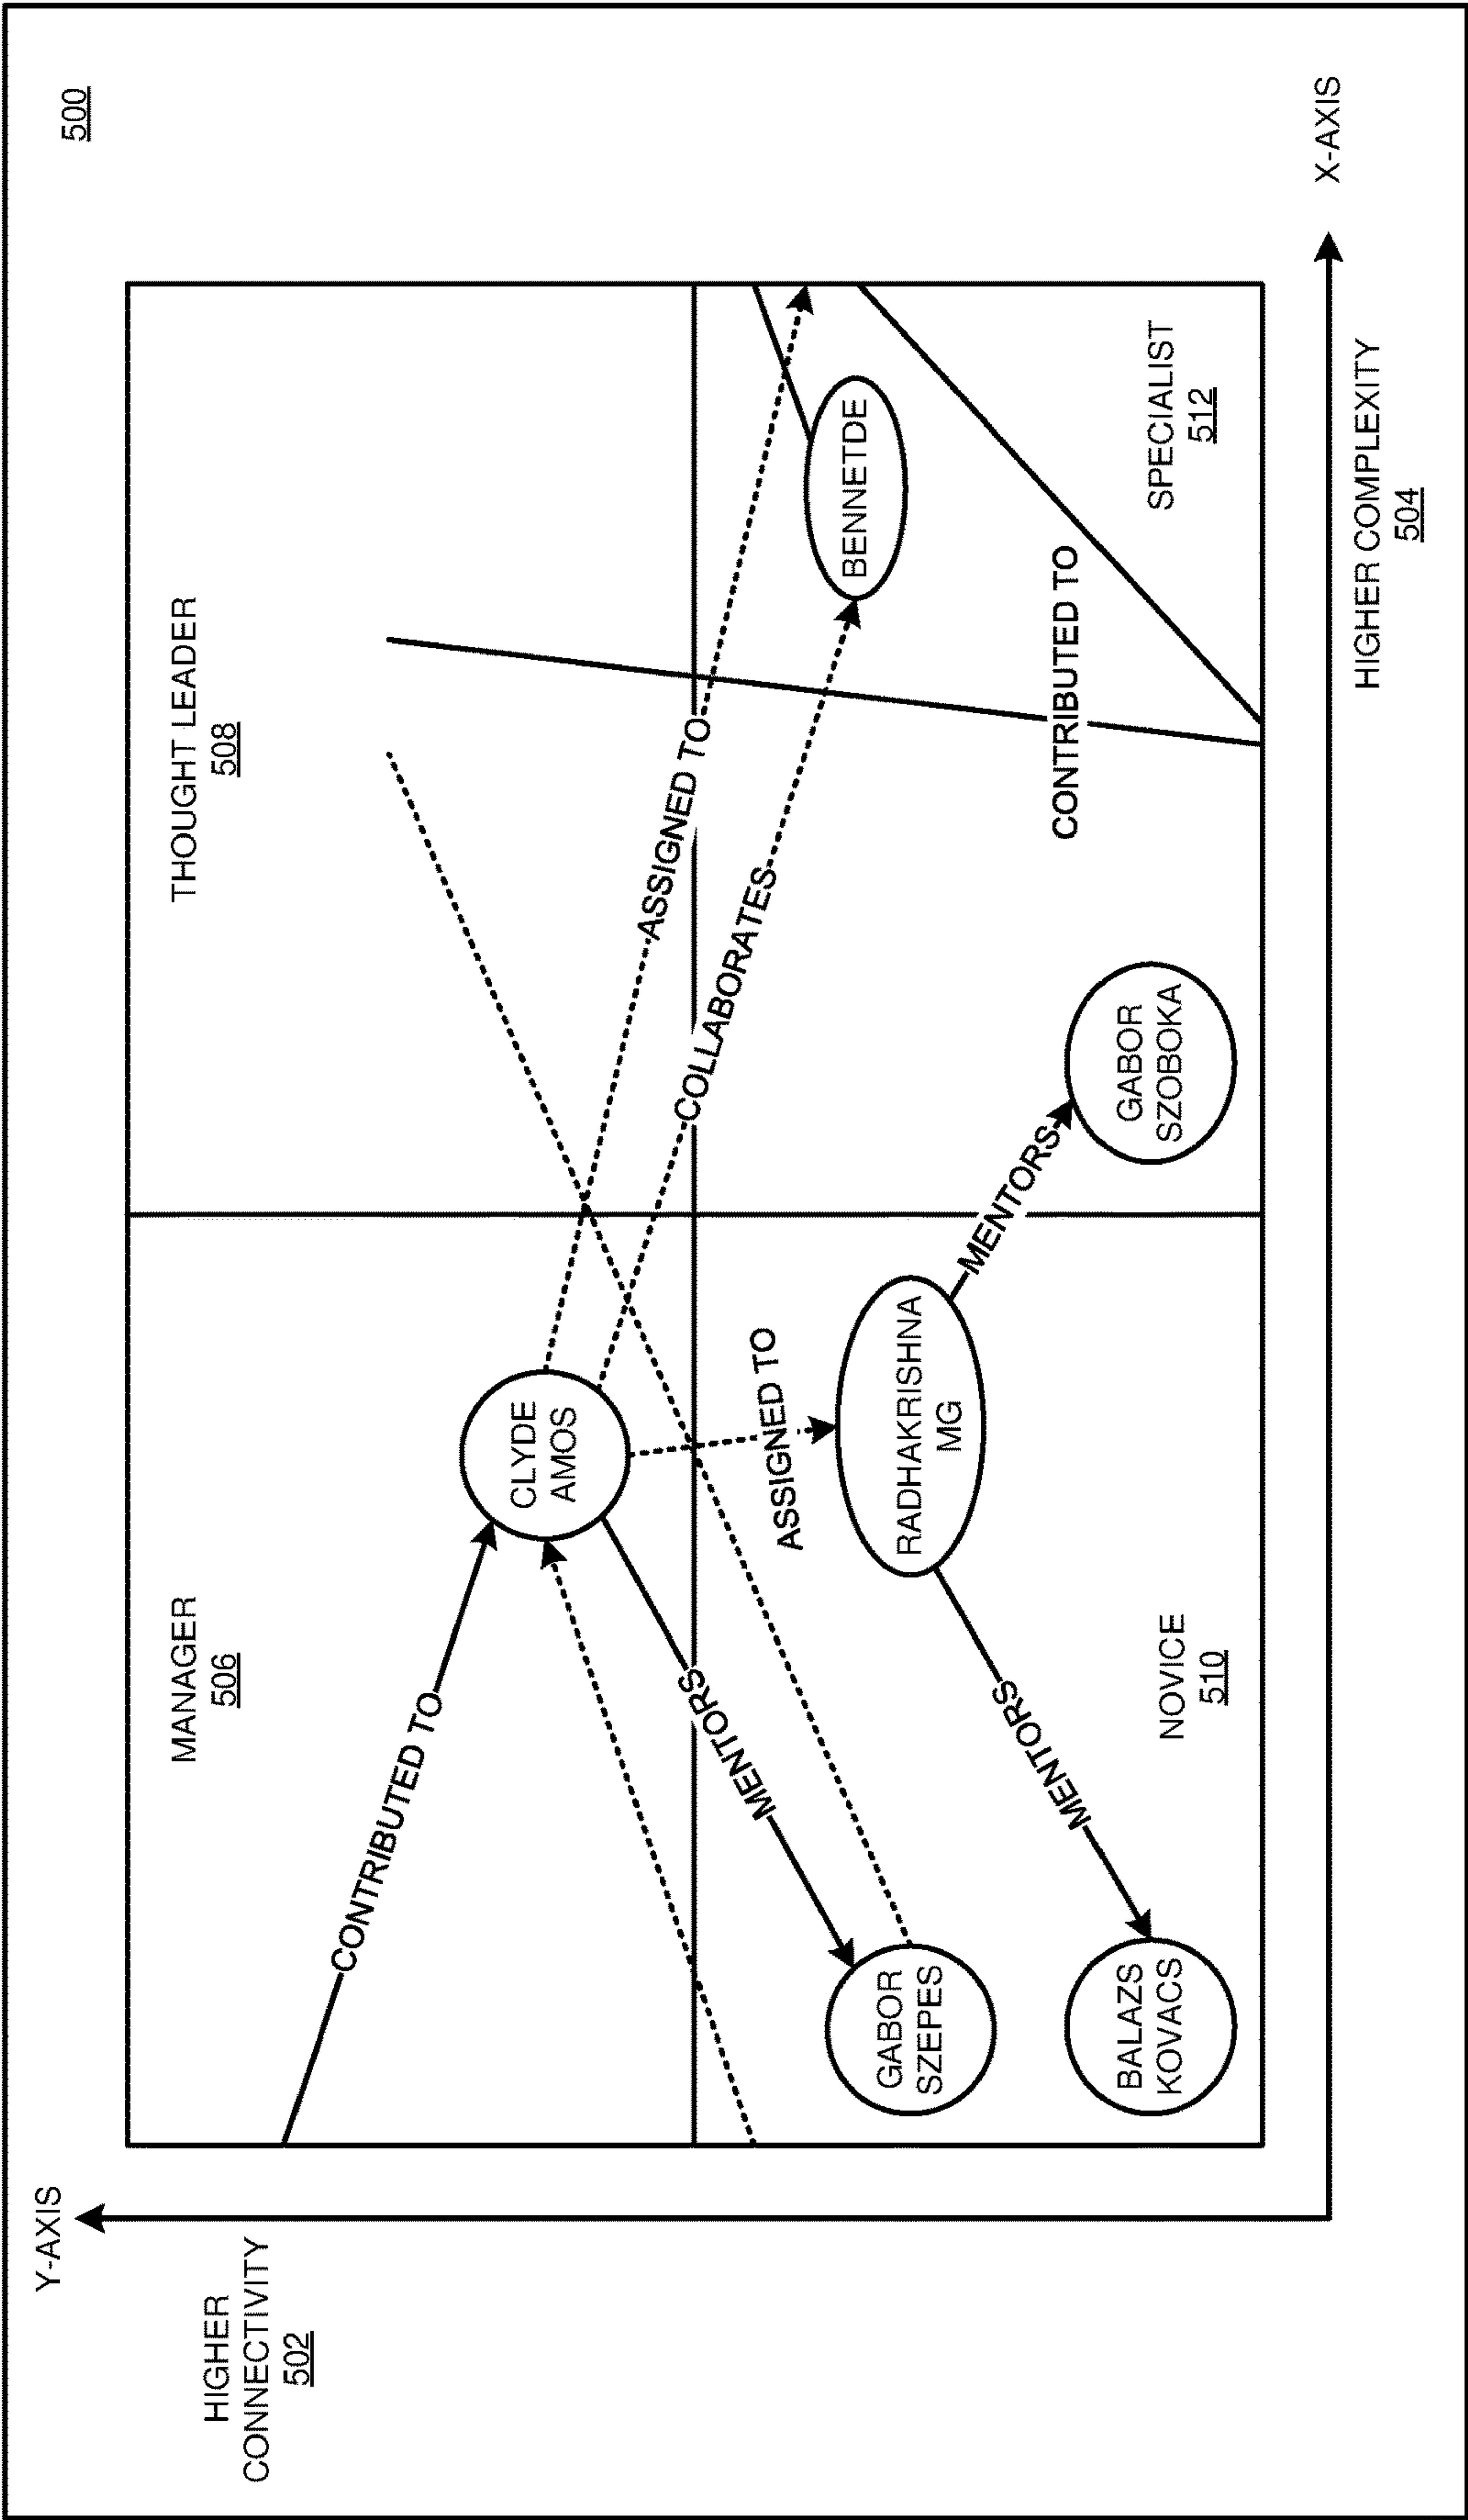 500
Y-AXIS
HIGHER
CONNECTIVITY
502
MANAGER
506
THOUGHT LEADER
508
CONTRIBUTED TO
CLYDE
AMOS
ASSIGNED TO
COLLABORATES
MENTORS
ASSIGNED TO
BENNETDE
GABOR
SZEPES
RADHAKRISHNA
MG
MENTORS
MENTORS
CONTRIBUTED TO
BALAZS
KOVACS
GABOR
SZOBOKA
NOVICE
510
SPECIALIST
512
HIGHER COMPLEXITY
504
X-AXIS